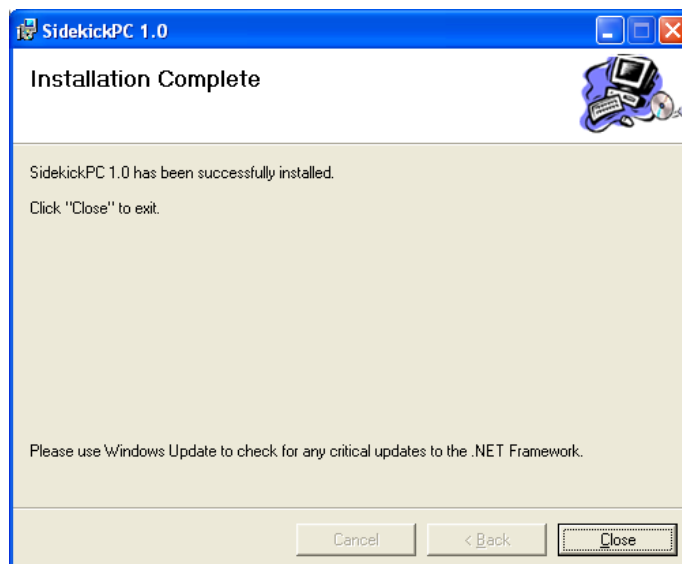 SidekickPC 1.0
Installation Complete
SidekickPC 1.0 has been successfully installed.
Click "Close" to exit.
Please use Windows Update to check for any critical updates to the .NET Framework.
Cancel
< Back
Close